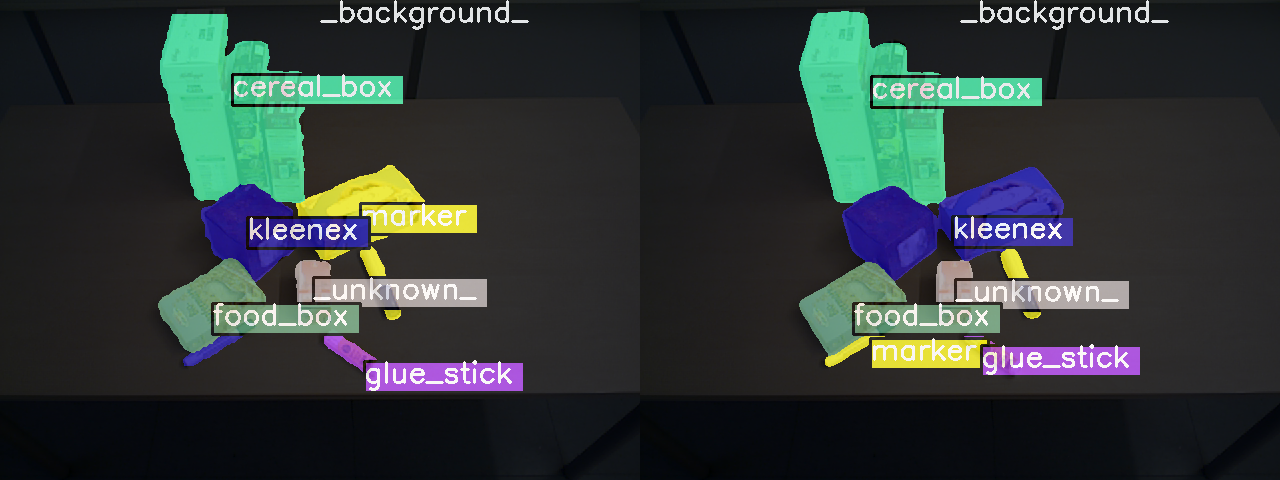 _background_
cereal_box
marker
kleenex
_unknown_
food_box
glue_stick
_background_
cereal_box
kleenex
_unknown_
food_box
marker
glue_stick